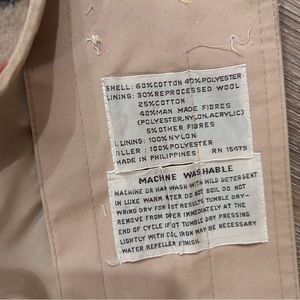 SHELL: 60%COTTON 40%POLYESTER
LINING: 30%REPROCESSED WOOL
25%COTTON
40%MAN MADE FIBRES
(POLYESTER,NYLON,ACRYLIC)
5%OTHER FIBRES
LINING: 100%NYLON
FILLER : 100%POLYESTER
MADE IN PHILIPPINES RN 15479
MACHINE WASHABLE
MACHINE OR HAND WASH WITH MILD DETERGENT
IN LUKE WARM WATER DO NOT SOIL DO NOT
WRING DRY FOR BEST RESULTS TUMBLE DRY-
REMOVE FROM DRYER IMMEDIATELY AT THE
END OF CYCLE IF NOT TUMBLE DRY PRESSING
LIGHTLY WITH COOL IRON MAY BE NECESSARY
WATER REPELLER FINISH.